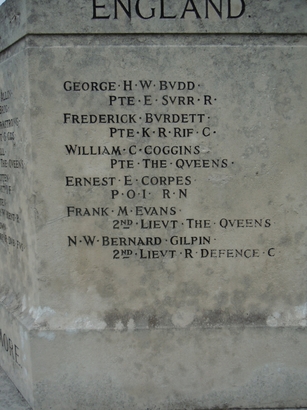 ENGLAND.
GEORGE·H·W·BVDD·
PTE·E·SVRR·R·
FREDERICK·BVRDETT·
PTE·K·R·RIF·C·
WILLIAM·C·COGGINS
PTE·THE·QVEENS·
ERNEST·E·CORPES
P·O·I· R·N
FRANK·M·EVANS·
2ND·LIEVT·THE·QVEENS
N·W·BERNARD·GILPIN·
2ND·LIEVT·R·DEFENCE·C